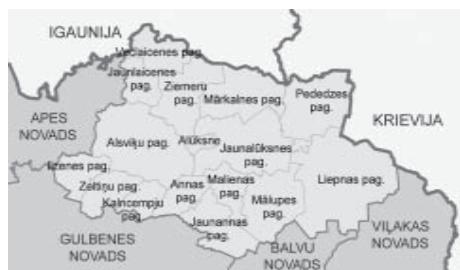 IGAUNIJA
Veclaicenes pag.
Jaunlaicenes
pag.
Ziemeru
pag.
Mārkalnes pag.
Pededzes
pag.
APES
NOVADS
KRIEVIJA
Alsviķu pag.
Alūksne
Jaunalūksnes
pag.
Ilzenes pag.
Zeltiņu pag.
Annas
pag.
Malienas
pag.
Liepnas pag.
Kalncempju
pag.
Mālupes
pag.
Jaunannas
pag.
GULBENES
NOVADS
BALVU
NOVADS
VIĻAKAS
NOVADS